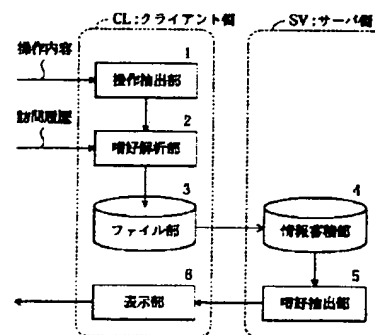 CL:クライアント側
SV:サーバ側
操作内容
1
操作抽出部
訪問履歴
2
嗜好解析部
3
ファイル部
4
情報蓄積部
6
表示部
5
嗜好抽出部